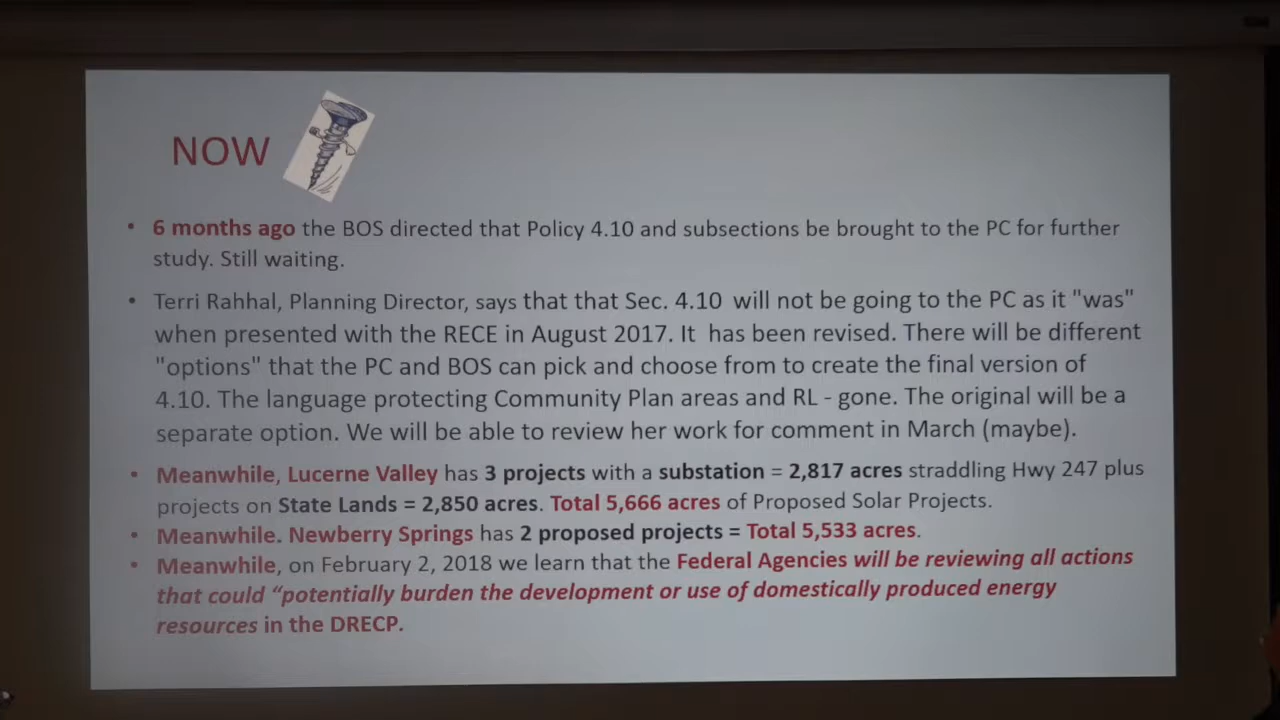 NOW
• 6 months ago the BOS directed that Policy 4.10 and subsections be brought to the PC for further
study. Still waiting.
• Terri Rahhal, Planning Director, says that that Sec. 4.10 will not be going to the PC as it "was"
when presented with the RECE in August 2017. It has been revised. There will be different
"options" that the PC and BOS can pick and choose from to create the final version of
4.10. The language protecting Community Plan areas and RL - gone. The original will be a
separate option. We will be able to review her work for comment in March (maybe).
• Meanwhile, Lucerne Valley has 3 projects with a substation = 2,817 acres straddling Hwy 247 plus
projects on State Lands = 2,850 acres. Total 5,666 acres of Proposed Solar Projects.
• Meanwhile. Newberry Springs has 2 proposed projects = Total 5,533 acres.
• Meanwhile, on February 2, 2018 we learn that the Federal Agencies will be reviewing all actions
that could “potentially burden the development or use of domestically produced energy
resources in the DRECP.